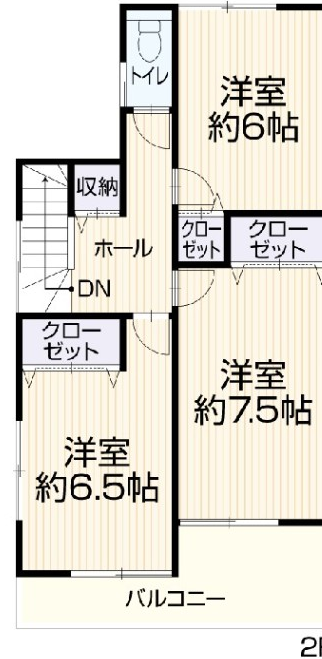 トイレ
洋室
約6帖
収納
クロー
ゼット
クロー
ゼット
ホール
DN
クロー
ゼット
洋室
約7.5帖
洋室
約6.5帖
バルコニー